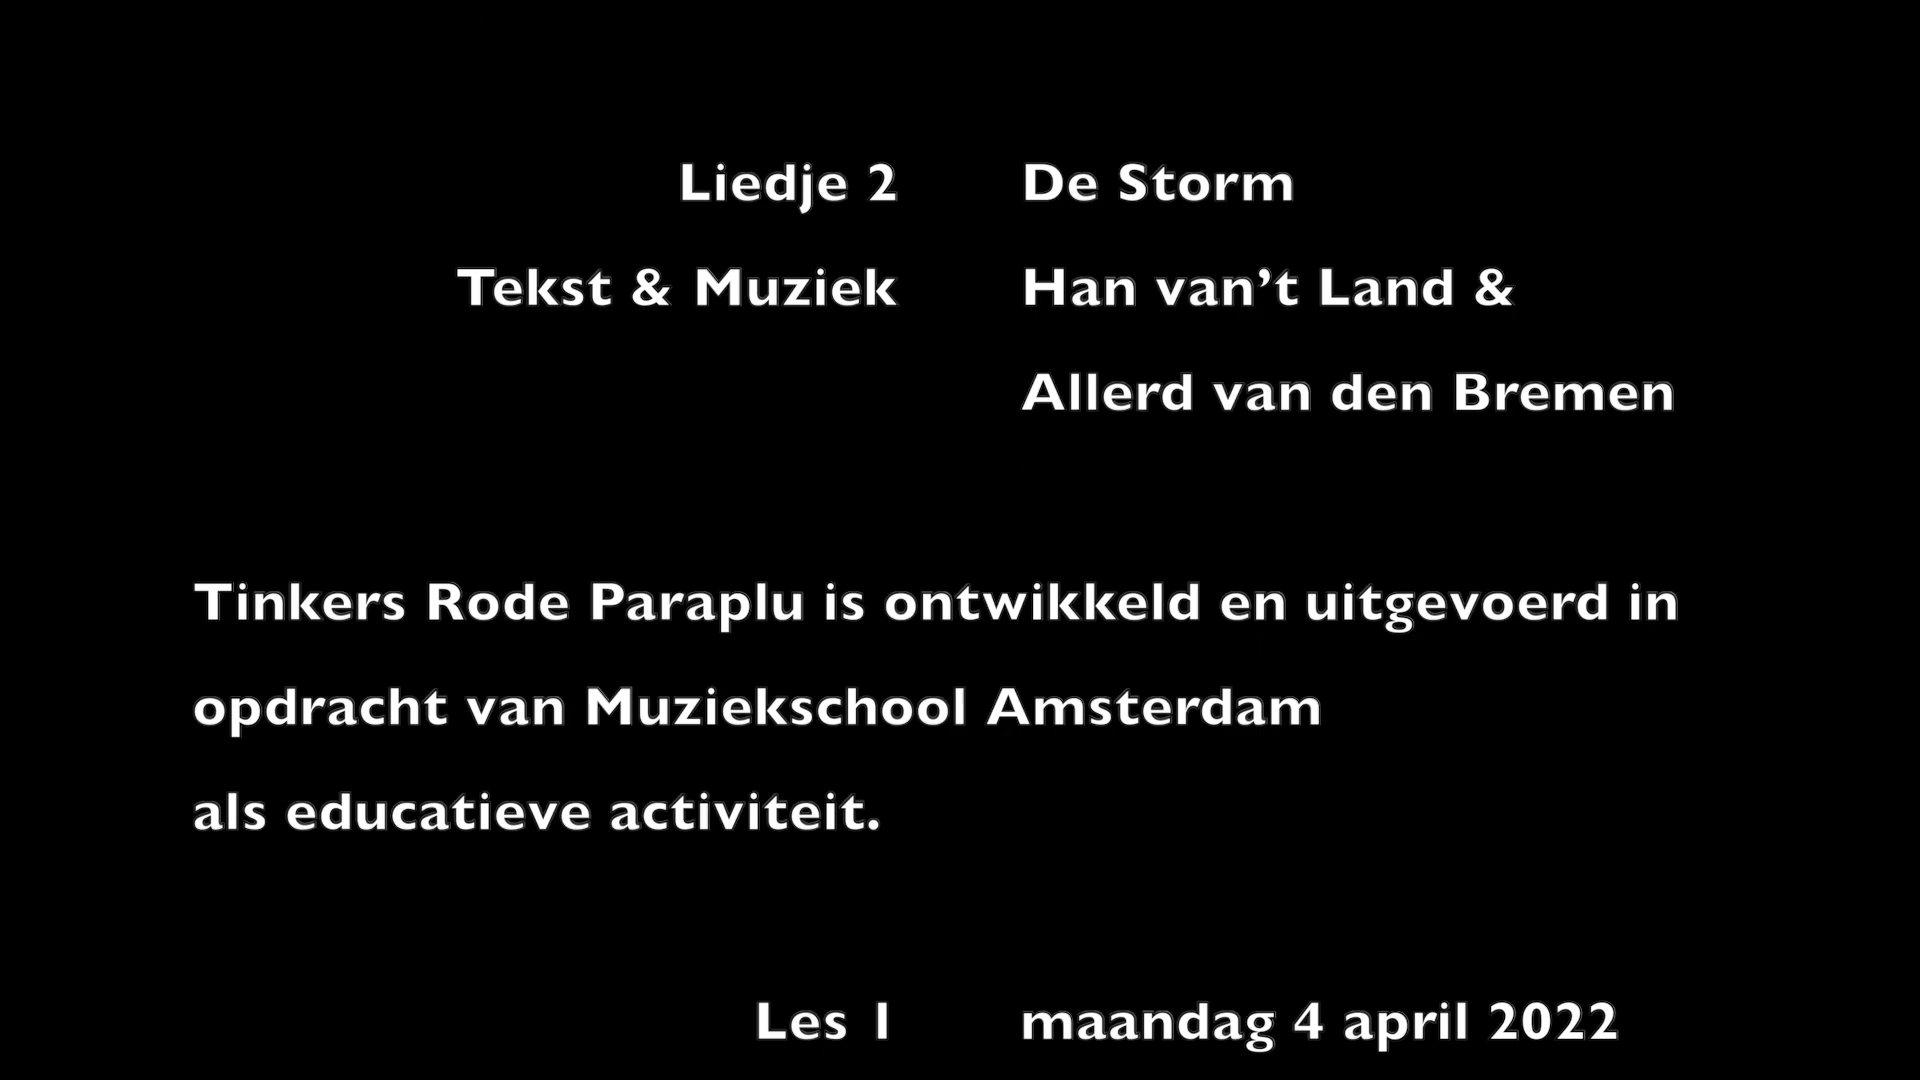 Liedje 2 De Storm
Tekst & Muziek Han van’t Land &
Allerd van den Bremen
Tinkers Rode Paraplu is ontwikkeld en uitgevoerd in
opdracht van Muziekschool Amsterdam
als educatieve activiteit.
Les 1 maandag 4 april 2022